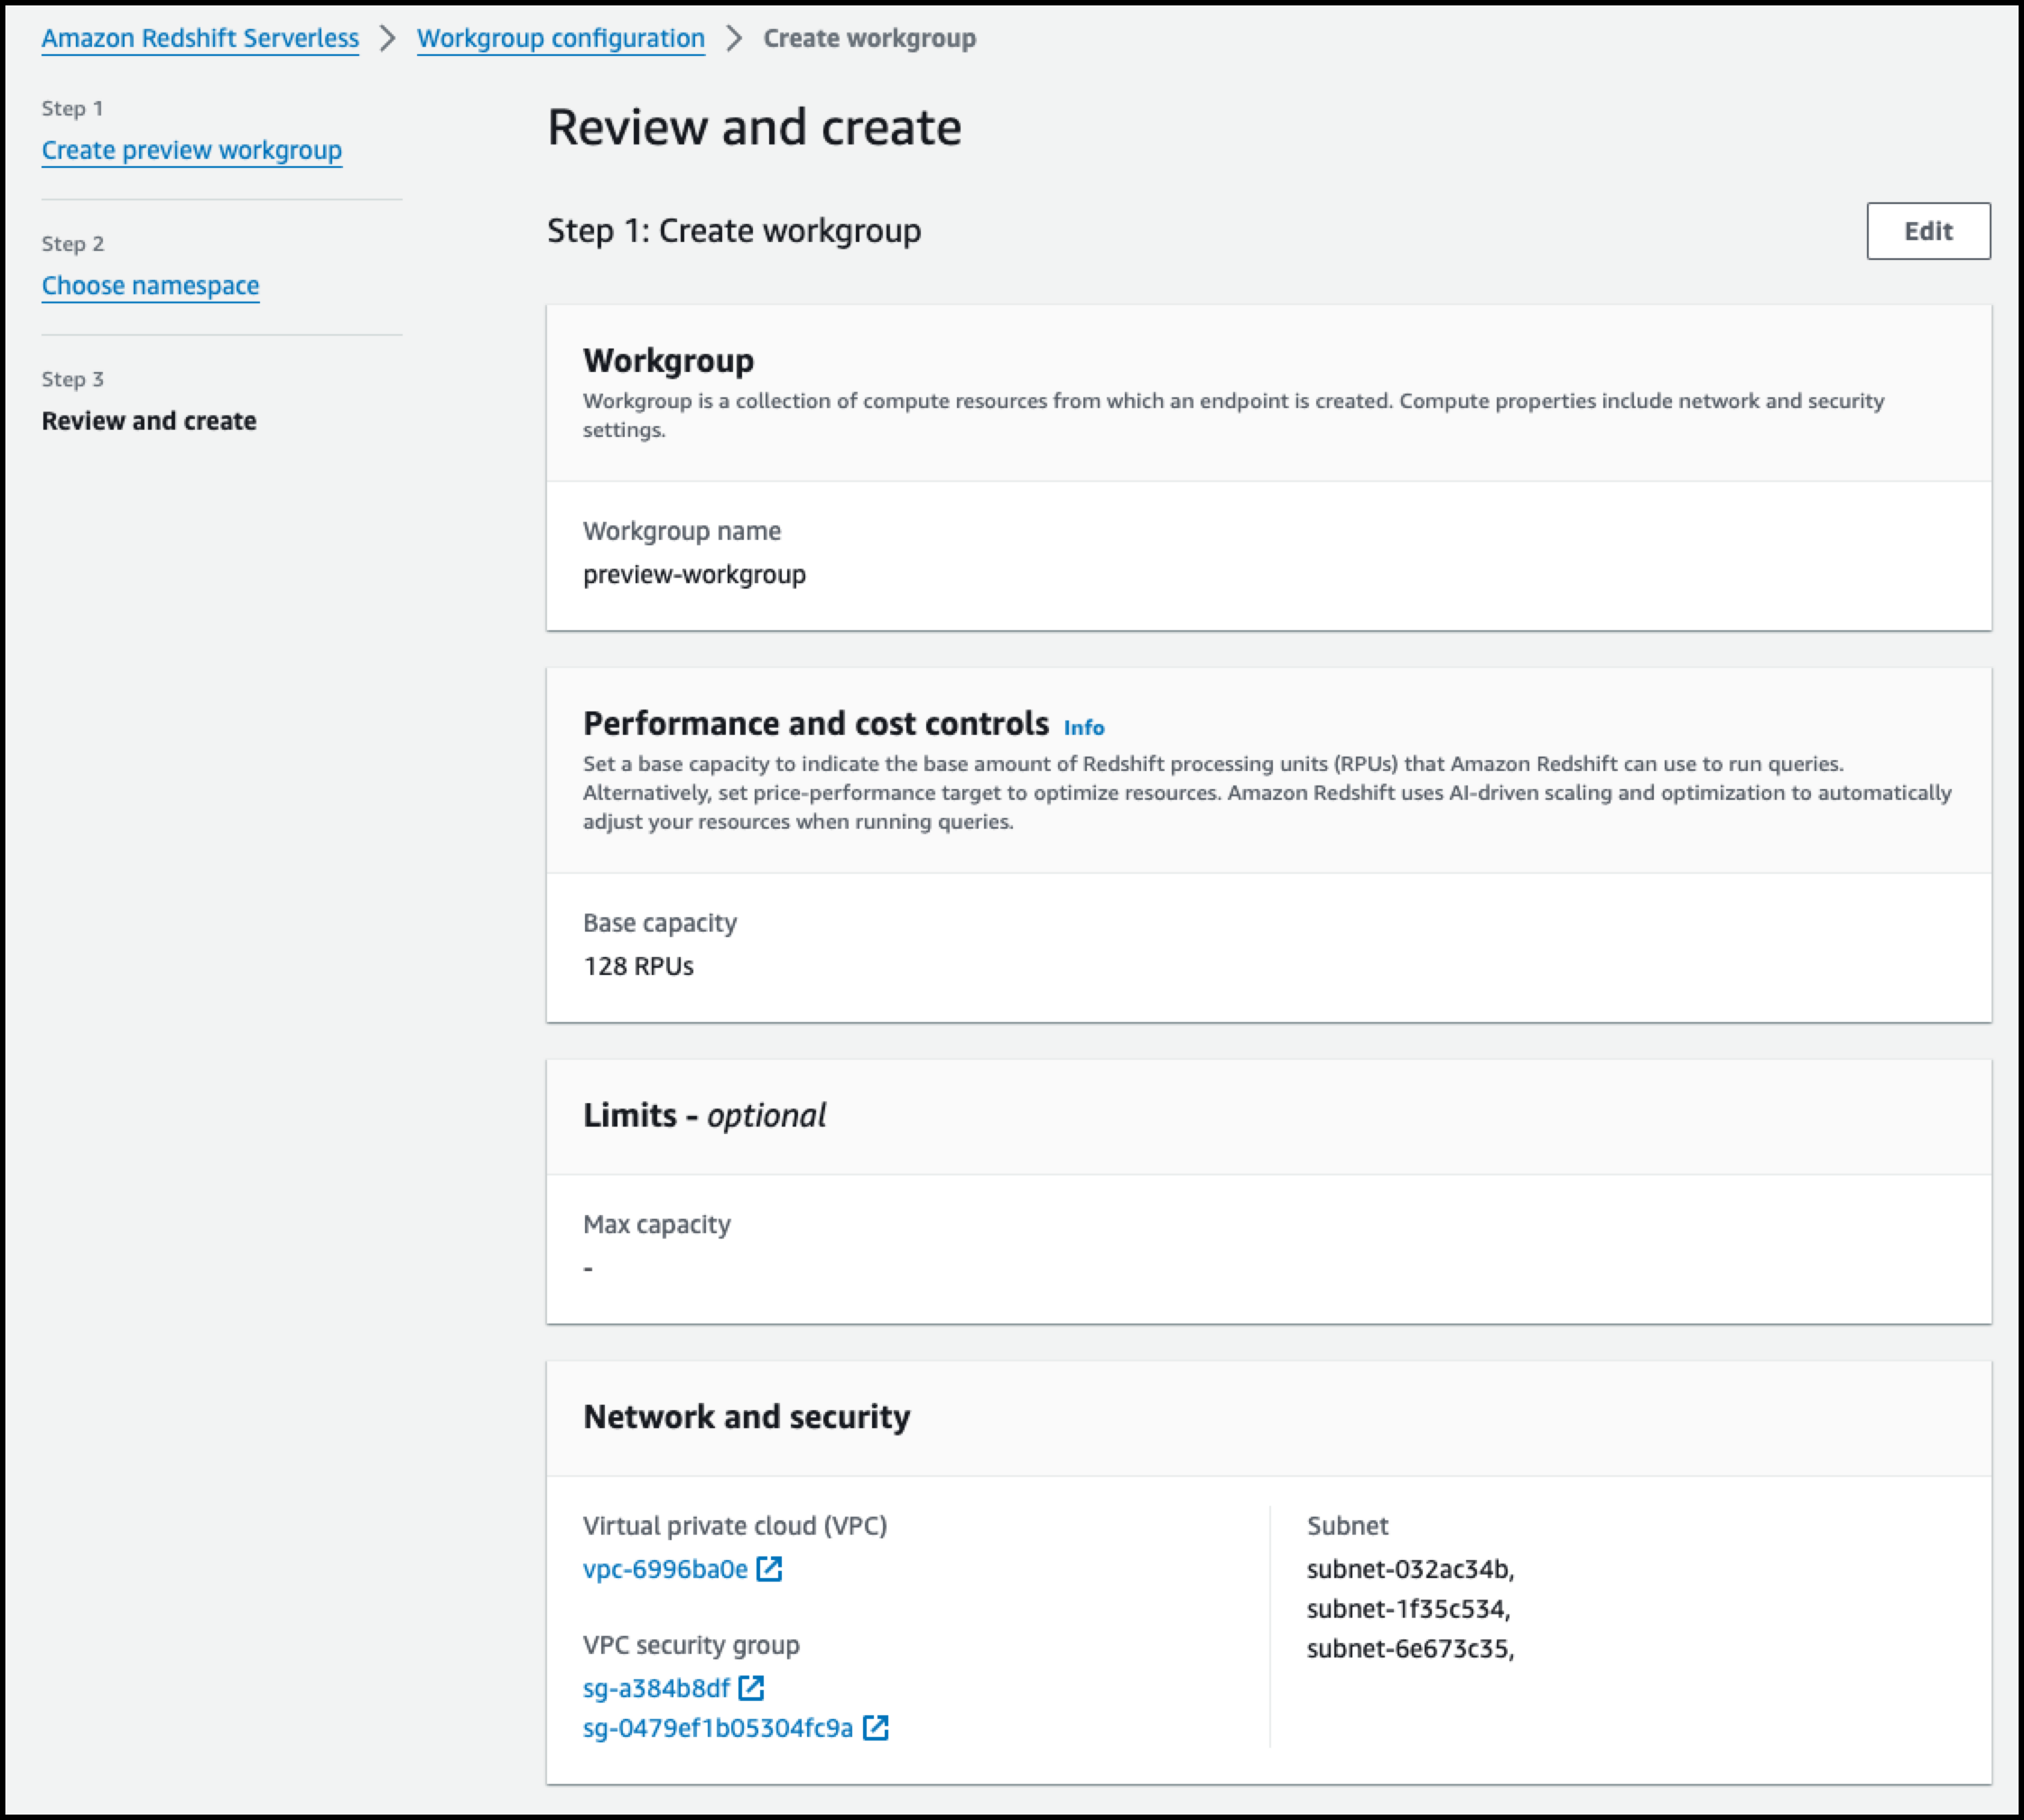 Amazon Redshift Serverless > Workgroup configuration > Create workgroup
Step 1
Create preview workgroup
Step 2
Choose namespace
Step 3
Review and create
Review and create
Step 1: Create workgroup
Edit
Workgroup
Workgroup is a collection of compute resources from which an endpoint is created. Compute properties include network and security
settings.
Workgroup name
preview-workgroup
Performance and cost controls Info
Set a base capacity to indicate the base amount of Redshift processing units (RPUs) that Amazon Redshift can use to run queries.
Alternatively, set price-performance target to optimize resources. Amazon Redshift uses AI-driven scaling and optimization to automatically
adjust your resources when running queries.
Base capacity
128 RPUs
Limits - optional
Max capacity
-
Network and security
Virtual private cloud (VPC)
vpc-6996ba0e
VPC security group
sg-a384b8df
sg-0479ef1b05304fc9a
Subnet
subnet-032ac34b,
subnet-1f35c534,
subnet-6e673c35,